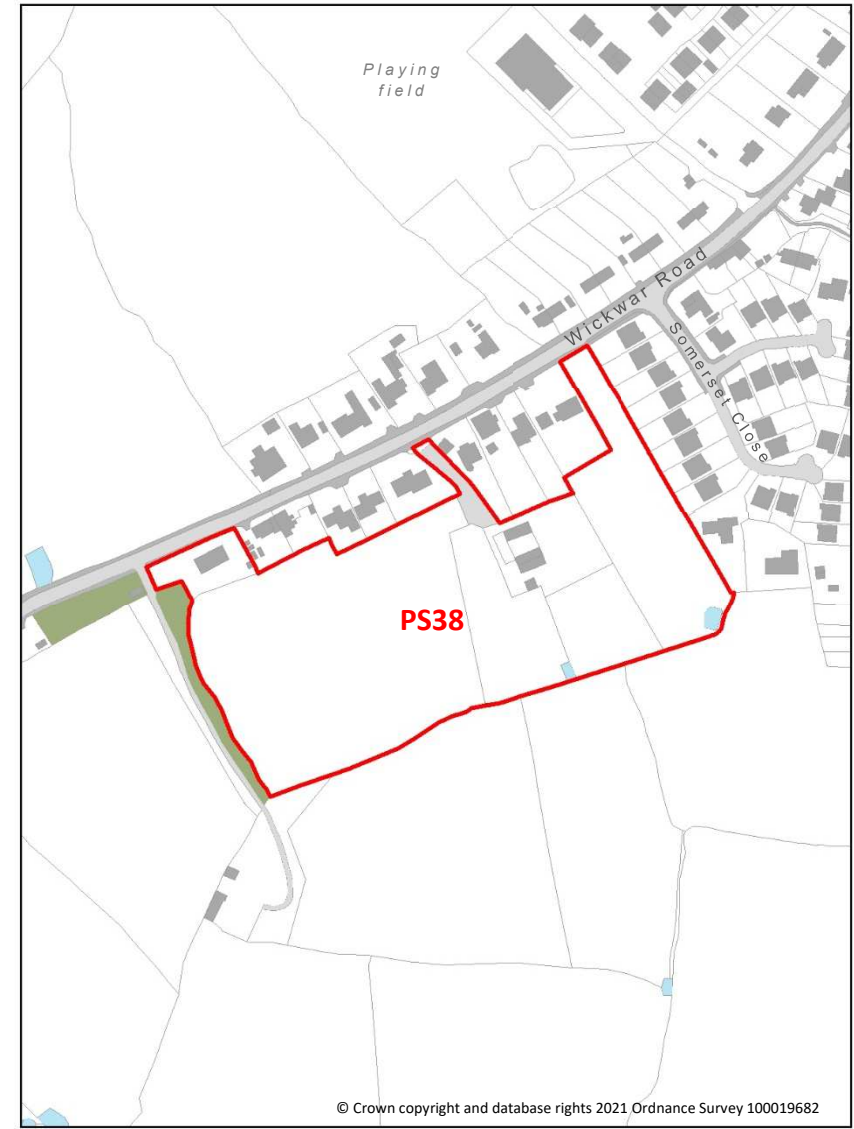 Playing
field
Wickwar Road
Somerset Close
PS38
© Crown copyright and database rights 2021 Ordnance Survey 100019682